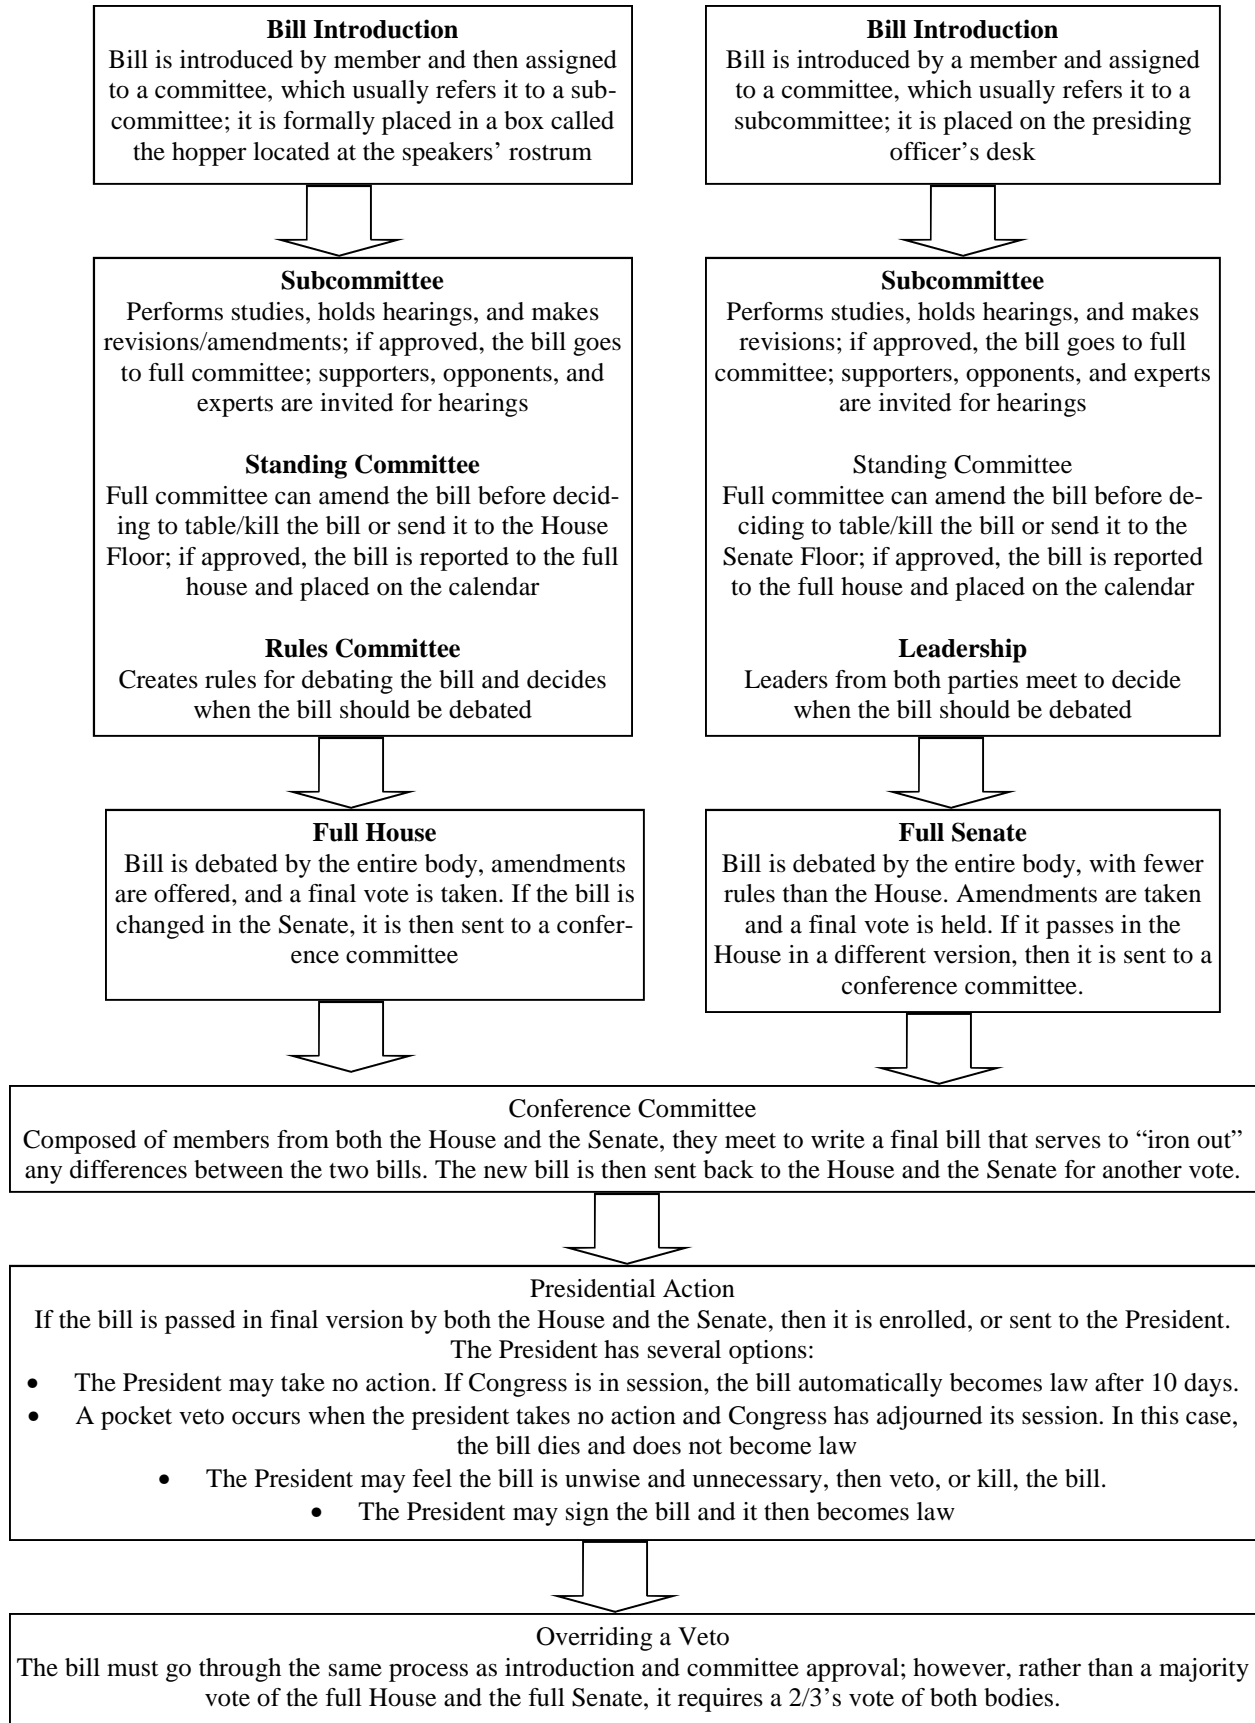 Bill Introduction
Bill is introduced by member and then assigned
to a committee, which usually refers it to a sub-
committee; it is formally placed in a box called
the hopper located at the speakers’ rostrum
Bill Introduction
Bill is introduced by a member and assigned
to a committee, which usually refers it to a
subcommittee; it is placed on the presiding
officer’s desk
Subcommittee
Performs studies, holds hearings, and makes
revisions/amendments; if approved, the bill goes
to full committee; supporters, opponents, and
experts are invited for hearings
Standing Committee
Full committee can amend the bill before decid-
ing to table/kill the bill or send it to the House
Floor; if approved, the bill is reported to the full
house and placed on the calendar
Rules Committee
Creates rules for debating the bill and decides
when the bill should be debated
Subcommittee
Performs studies, holds hearings, and makes
revisions; if approved, the bill goes to full
committee; supporters, opponents, and experts
are invited for hearings
Standing Committee
Full committee can amend the bill before de-
ciding to table/kill the bill or send it to the
Senate Floor; if approved, the bill is reported
to the full house and placed on the calendar
Leadership
Leaders from both parties meet to decide
when the bill should be debated
Full House
Bill is debated by the entire body, amendments
are offered, and a final vote is taken. If the bill is
changed in the Senate, it is then sent to a confer-
ence committee
Full Senate
Bill is debated by the entire body, with fewer
rules than the House. Amendments are taken
and a final vote is held. If it passes in the
House in a different version, then it is sent to a
conference committee.
Conference Committee
Composed of members from both the House and the Senate, they meet to write a final bill that serves to “iron out”
any differences between the two bills. The new bill is then sent back to the House and the Senate for another vote.
Presidential Action
If the bill is passed in final version by both the House and the Senate, then it is enrolled, or sent to the President.
The President has several options:
• The President may take no action. If Congress is in session, the bill automatically becomes law after 10 days.
• A pocket veto occurs when the president takes no action and Congress has adjourned its session. In this case,
the bill dies and does not become law
• The President may feel the bill is unwise and unnecessary, then veto, or kill, the bill.
• The President may sign the bill and it then becomes law
Overriding a Veto
The bill must go through the same process as introduction and committee approval; however, rather than a majority
vote of the full House and the full Senate, it requires a 2/3’s vote of both bodies.